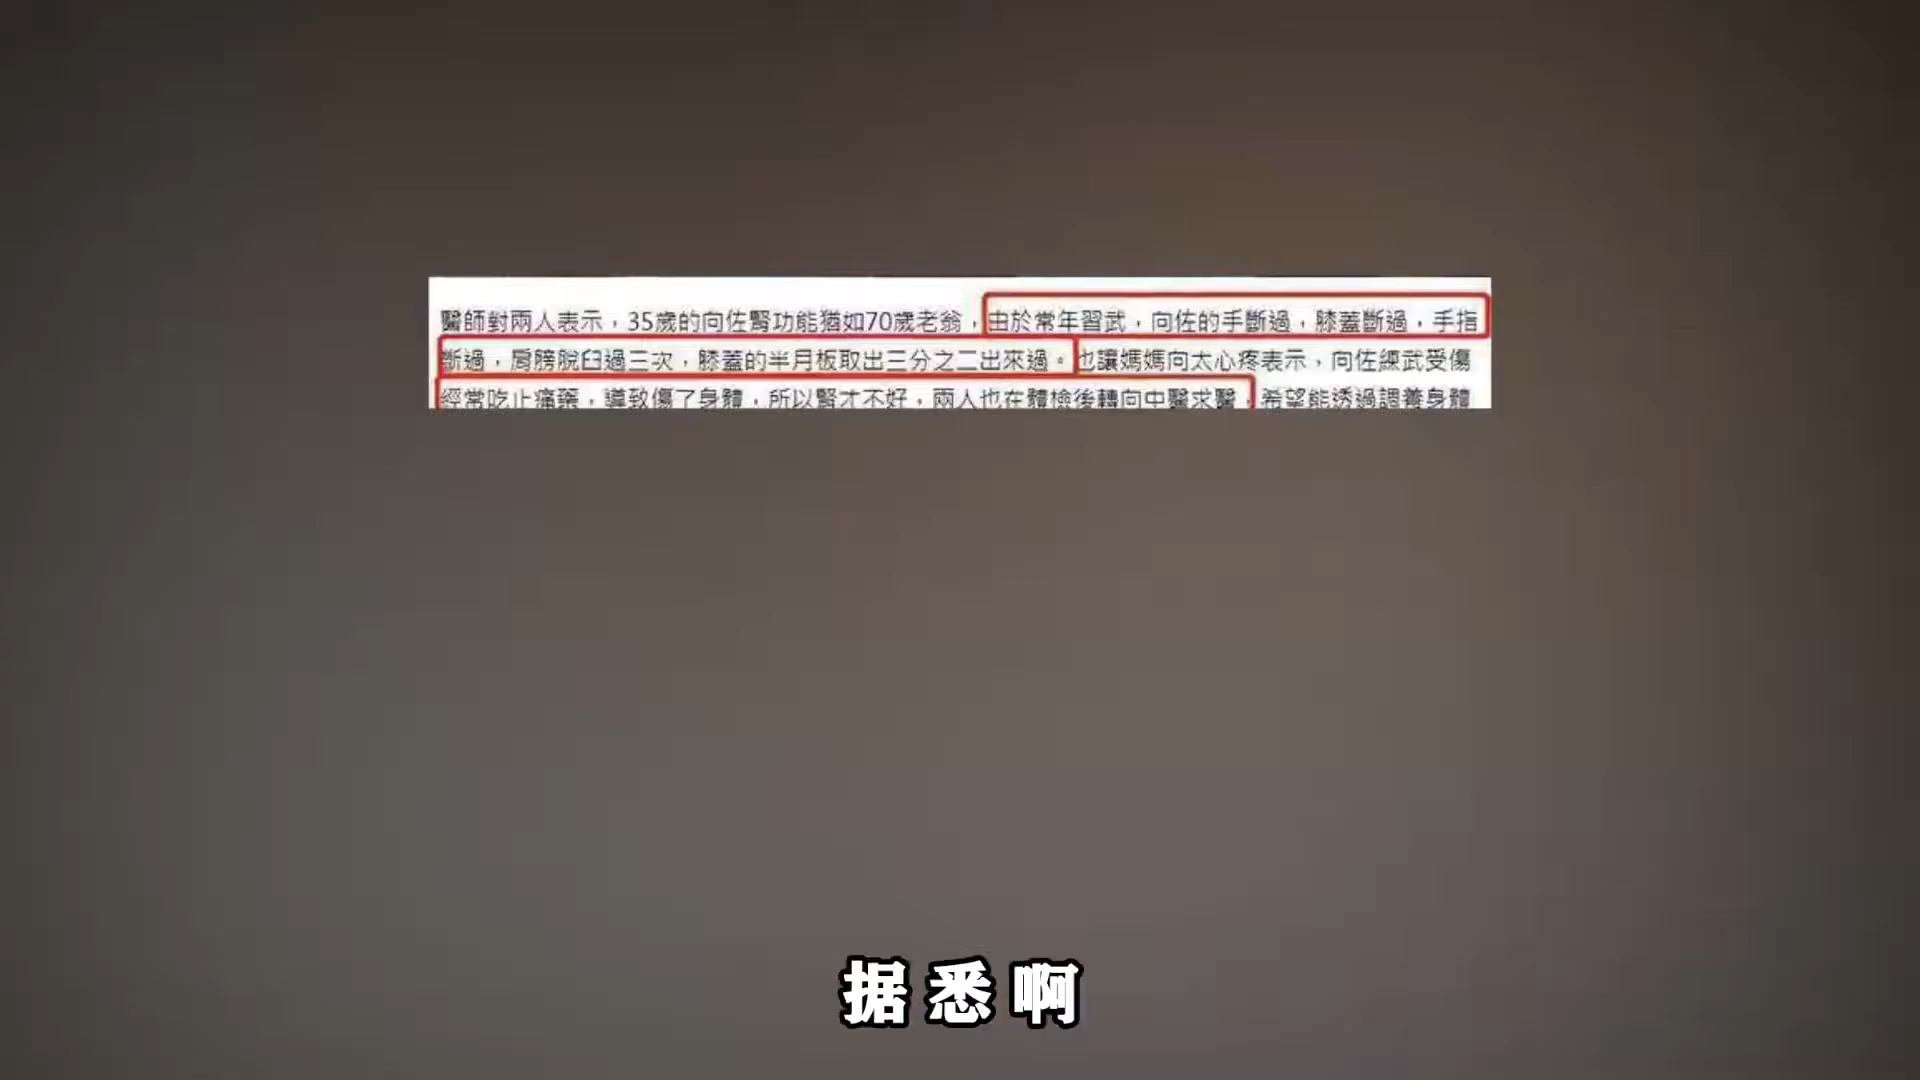 醫師對兩人表示，35歲的向佐腎功能猶如70歲老翁，由於常年習武，向佐的手斷過，膝蓋斷過，手指
斷過，肩膀脫臼過三次，膝蓋的半月板取出三分之二出來過。也讓媽媽向太心疼表示，向佐練武受傷
經常吃止痛藥，導致傷了身體，所以腎才不好，兩人也在體檢後轉向中醫求醫，希望能透過調養身體
据悉啊